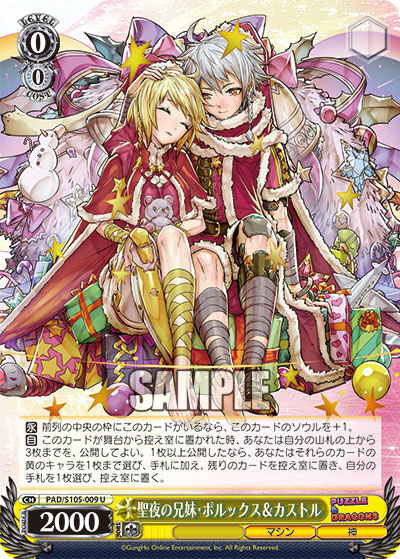 LEVEL
0
0
COST
SAMPLE
永 前列の中央の枠にこのカードがいるなら、このカードのソウルを+1。
自 このカードが舞台から控え室に置かれた時、あなたは自分の山札の上から
3枚までを、公開してよい。1枚以上公開したなら、あなたはそれらのカードの
黄のキャラを1枚まで選び、手札に加え、残りのカードを控え室に置き、自分の
手札を1枚選び、控え室に置く。
CH PAD/S105-009 U
聖夜の兄妹・ポルックス&カストル
PUZZLE & DRAGONS
POWER
2000
SOUL
マシン
神
©GungHo Online Entertainment, Inc. All Rights Reserved.